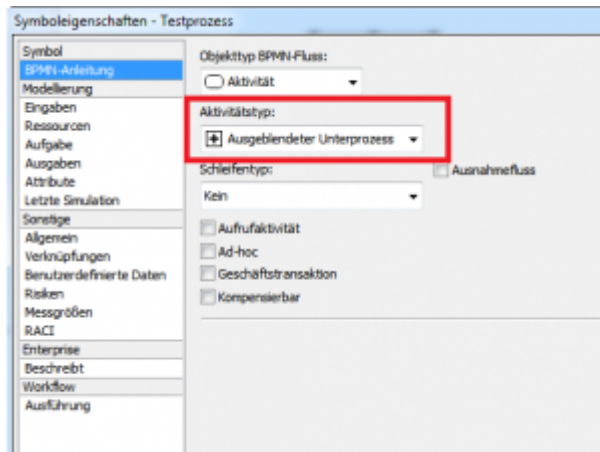 Symboleigenschaften - Testprozess
Symbol
BPMN-Anleitung
Modellierung
Eingaben
Ressourcen
Aufgabe
Ausgaben
Attribute
Letzte Simulation
Sonstige
Allgemein
Verknüpfungen
Benutzerdefinierte Daten
Risiken
Messgrößen
RACI
Enterprise
Beschreibt
Workflow
Ausführung
Objekttyp BPMN-Fluss:
Aktivität
Aktivitätstyp:
Ausgeblendeter Unterprozess
Schleifentyp:
Ausnahmefluss
Kein
Aufrufaktivität
Ad-hoc
Geschäftstransaktion
Kompensierbar